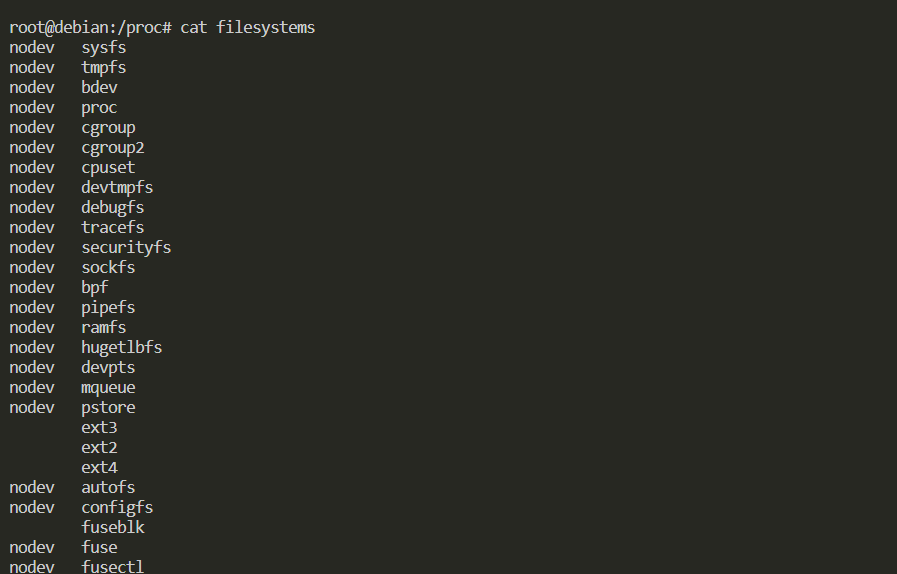 root@debian:/proc# cat filesystems
nodev   sysfs
nodev   tmpfs
nodev   bdev
nodev   proc
nodev   cgroup
nodev   cgroup2
nodev   cpuset
nodev   devtmpfs
nodev   debugfs
nodev   tracefs
nodev   securityfs
nodev   sockfs
nodev   bpf
nodev   pipefs
nodev   ramfs
nodev   hugetlbfs
nodev   devpts
nodev   mqueue
nodev   pstore
        ext3
        ext2
        ext4
nodev   autofs
nodev   configfs
        fuseblk
nodev   fuse
nodev   fusectl